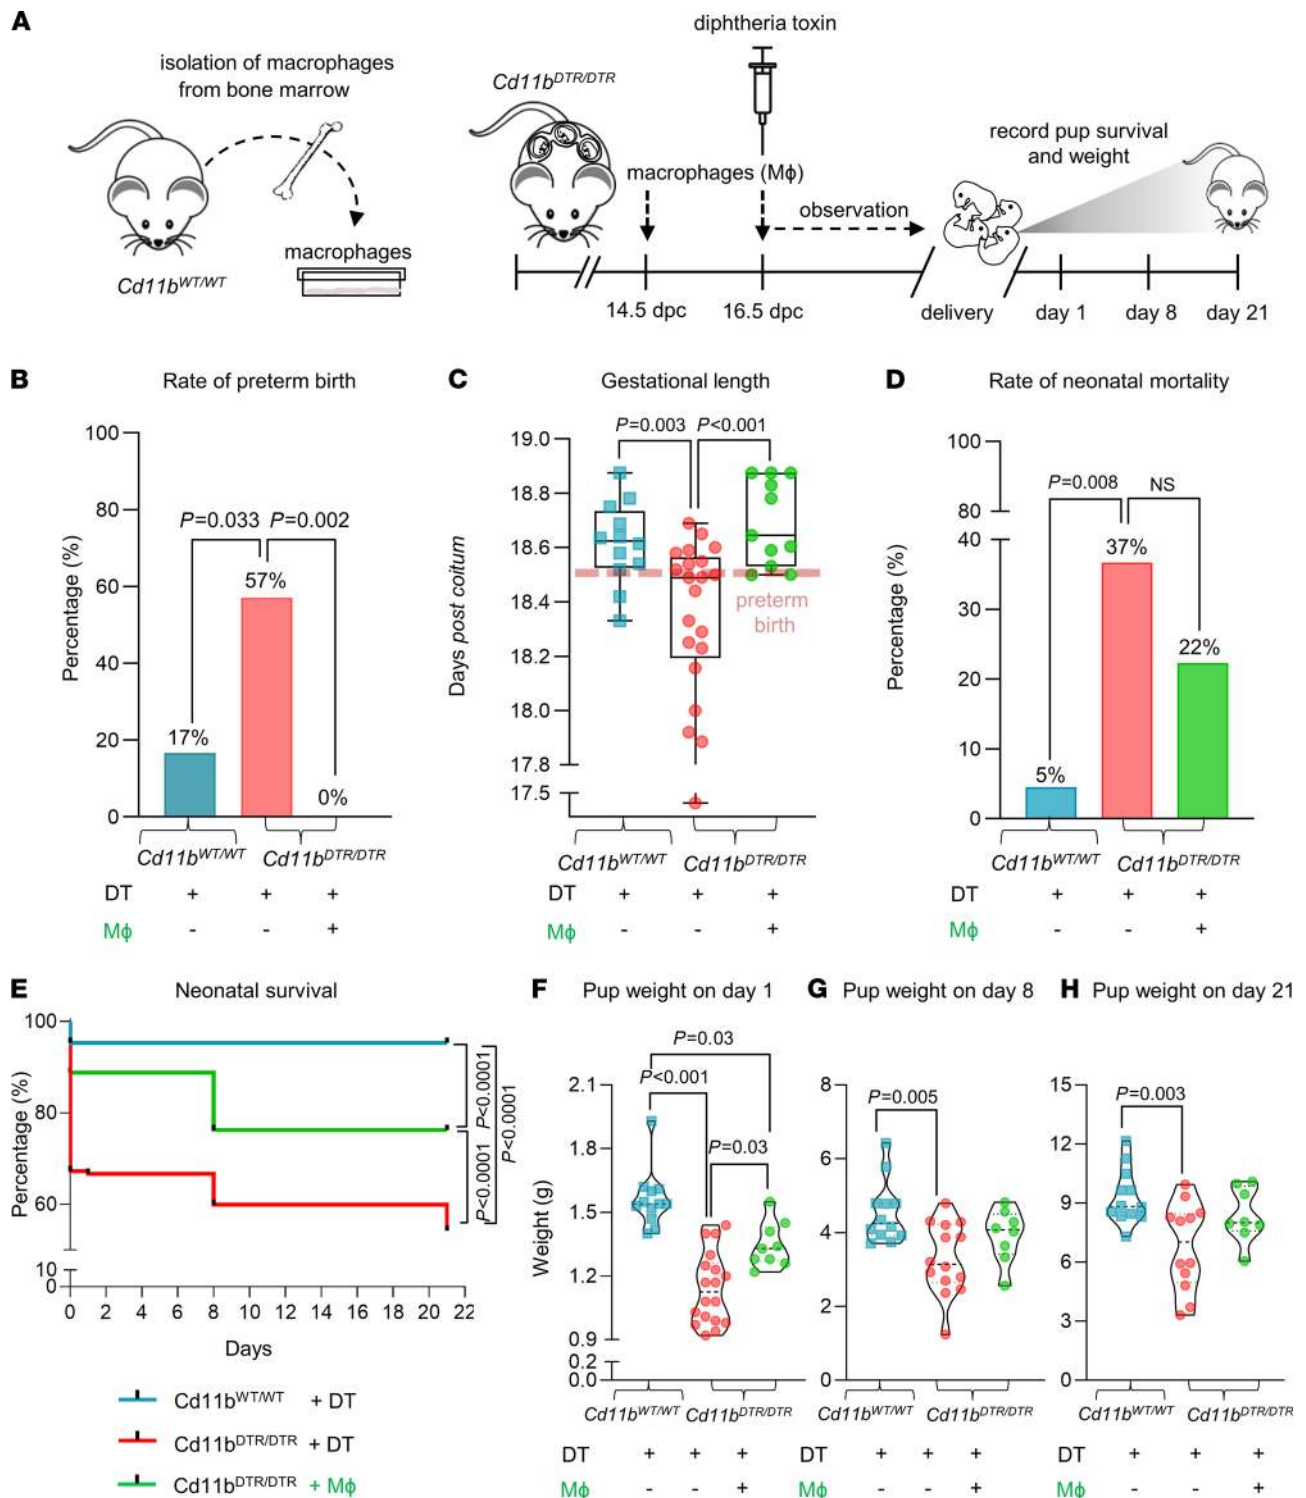 A
isolation of macrophages
from bone marrow
Cd11b^WT/WT
macrophages
Cd11b^DTR/DTR
diphtheria toxin
macrophages (Mϕ)
observation
record pup survival
and weight
14.5 dpc
16.5 dpc
delivery
day 1
day 8
day 21
B
Rate of preterm birth
Percentage (%)
100
80
60
40
20
0
P=0.033
P=0.002
17%
57%
0%
Cd11b^WT/WT
Cd11b^DTR/DTR
DT + + +
Mϕ - - +
C
Gestational length
Days post coitum
19.0
18.8
18.6
18.4
18.2
18.0
17.8
17.5
P=0.003
P<0.001
preterm
birth
Cd11b^WT/WT
Cd11b^DTR/DTR
DT + + +
Mϕ - - +
D
Rate of neonatal mortality
Percentage (%)
100
80
40
30
20
10
0
P=0.008
NS
5%
37%
22%
Cd11b^WT/WT
Cd11b^DTR/DTR
DT + + +
Mϕ - - +
E
Neonatal survival
Percentage (%)
100
80
60
10
0
0 2 4 6 8 10 12 14 16 18 20 22
Days
P<0.0001
P<0.0001
P<0.0001
Cd11b^WT/WT + DT
Cd11b^DTR/DTR + DT
Cd11b^DTR/DTR + Mϕ
F
Pup weight on day 1
Weight (g)
2.1
1.8
1.5
1.2
0.9
0.2
0.0
P=0.03
P<0.001
P=0.03
Cd11b^WT/WT
Cd11b^DTR/DTR
DT + + +
Mϕ - - +
G
Pup weight on day 8
8
6
4
2
0
P=0.005
Cd11b^WT/WT
Cd11b^DTR/DTR
DT + + +
Mϕ - - +
H
Pup weight on day 21
15
12
9
6
3
0
P=0.003
Cd11b^WT/WT
Cd11b^DTR/DTR
DT + + +
Mϕ - - +